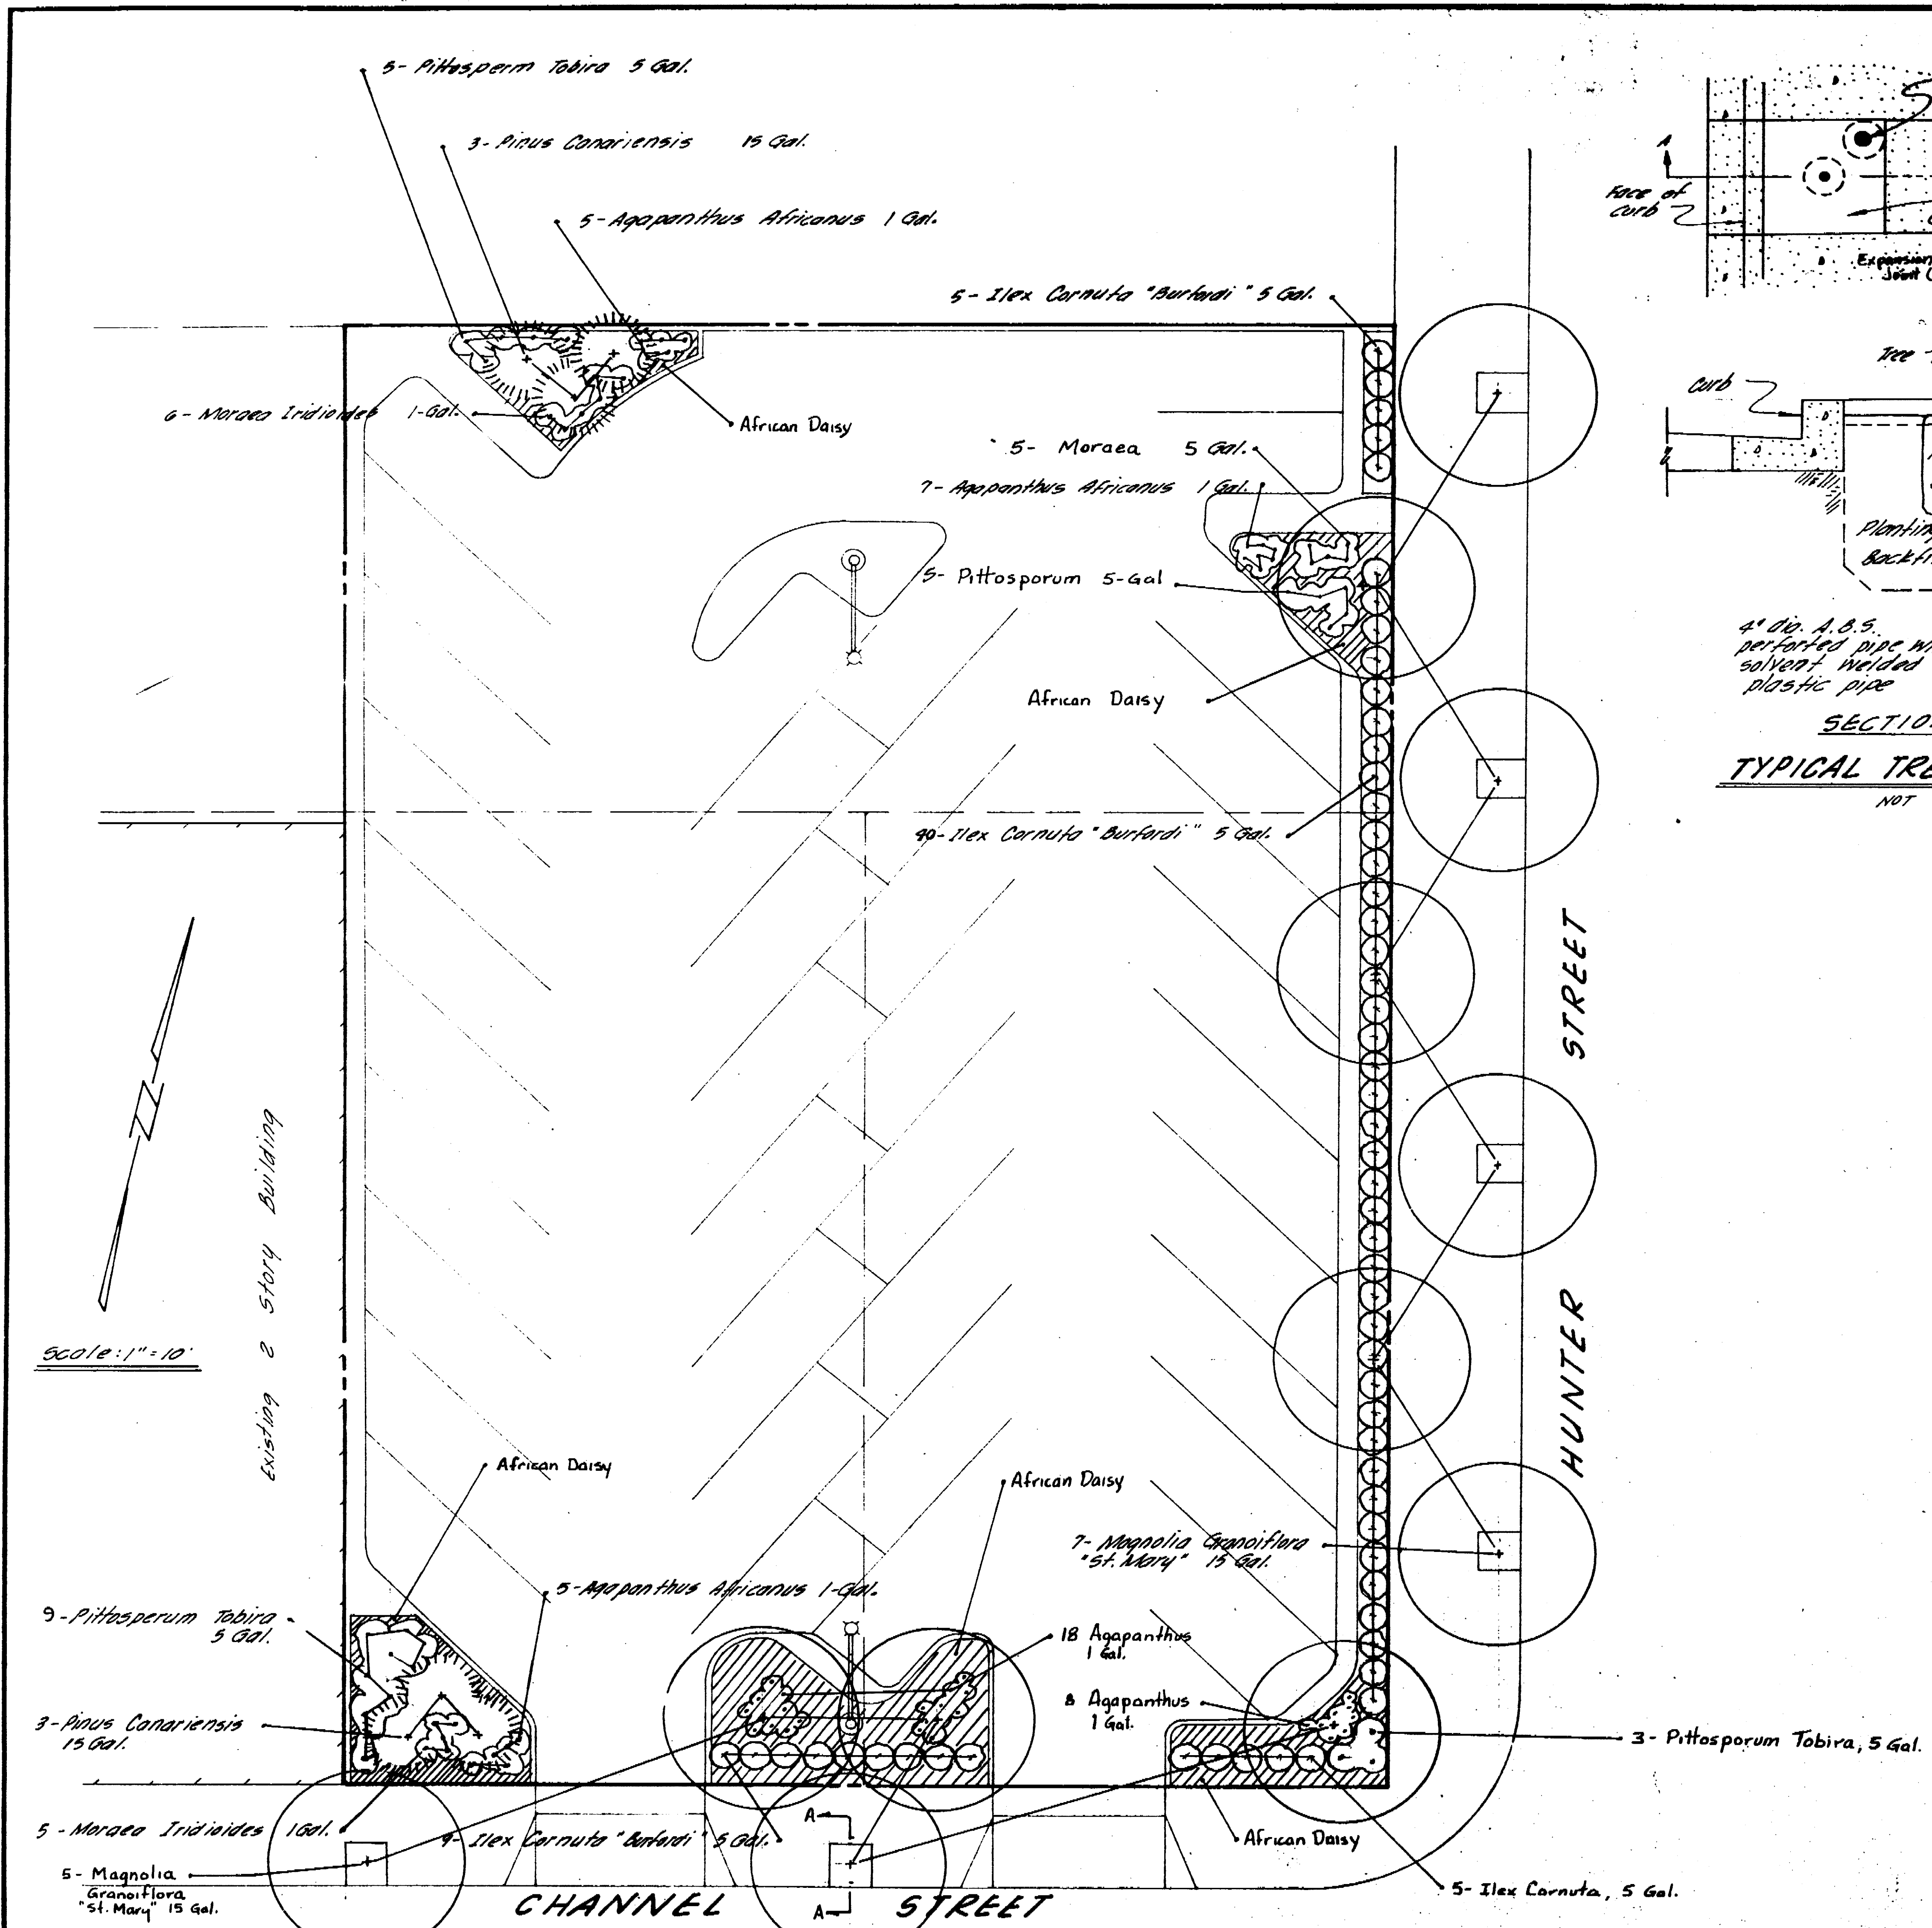 5- Pittosperm Tobira 5 Gal.
3- Pinus Canariensis 15 Gal.
5- Agapanthus Africanus 1 Gal.
Face of
Curb
A
Expansion
Joint
5- Ilex Cornuta "Burfordi" 5 Gal.
Tree
Curb
6- Moraea Iridioides 1-Gal.
African Daisy
5- Moraea 5 Gal.
7- Agapanthus Africanus 1 Gal.
Planting
Backfi
5- Pittosporum 5-Gal
4" dia. A.B.S.
perforted pipe wi
solvent welded
plastic pipe
African Daisy
SECTION
TYPICAL TRE
NOT
40- Ilex Cornuta "Burfordi" 5 Gal.
STREET
HUNTER
N
Existing 2 Story Building
Scale: 1" = 10'
African Daisy
African Daisy
7- Magnolia Granoiflora
"St. Mary" 15 Gal.
5-Agapanthus Africanus 1-Gal.
9-Pittosperum Tobira
5 Gal.
18 Agapanthus
1 Gal.
8 Agapanthus
1 Gal.
3-Pinus Canariensis
15 Gal.
3- Pittosporum Tobira, 5 Gal.
5 - Moraea Iridioides 1Gal.
9- Ilex Cornuta "Burfordi" 5 Gal.
A
African Daisy
5- Magnolia
Granoiflora
"St. Mary" 15 Gal.
5- Ilex Cornuta, 5 Gal.
CHANNEL STREET
A